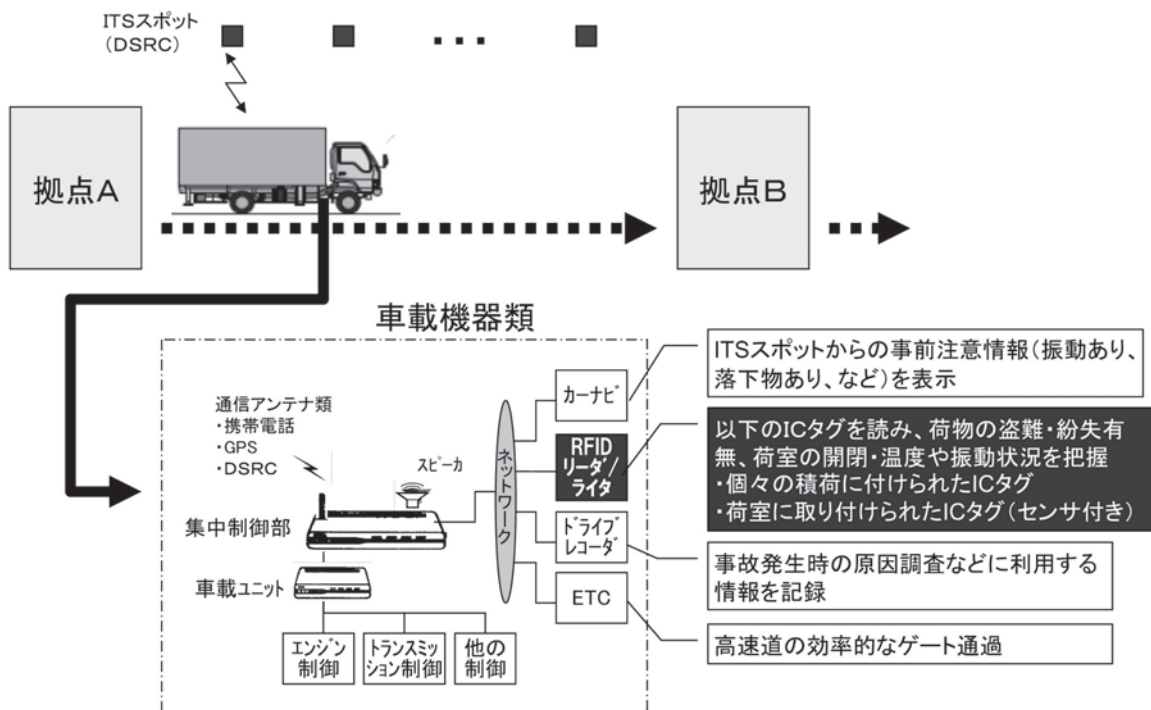 ITSスポット
(DSRC)
拠点A
拠点B
車載機器類
通信アンテナ類
・携帯電話
・GPS
・DSRC
スピーカ
集中制御部
車載ユニット
エンジン
制御
トランスミッ
ション制御
他の
制御
ネットワーク
カーナビ
RFID
リーダ/
ライタ
ドライブ
レコーダ
ETC
ITSスポットからの事前注意情報(振動あり、
落下物あり、など)を表示
以下のICタグを読み、荷物の盗難・紛失有
無、荷室の開閉・温度や振動状況を把握
・個々の積荷に付けられたICタグ
・荷室に取り付けられたICタグ(センサ付き)
事故発生時の原因調査などに利用する
情報を記録
高速道の効率的なゲート通過